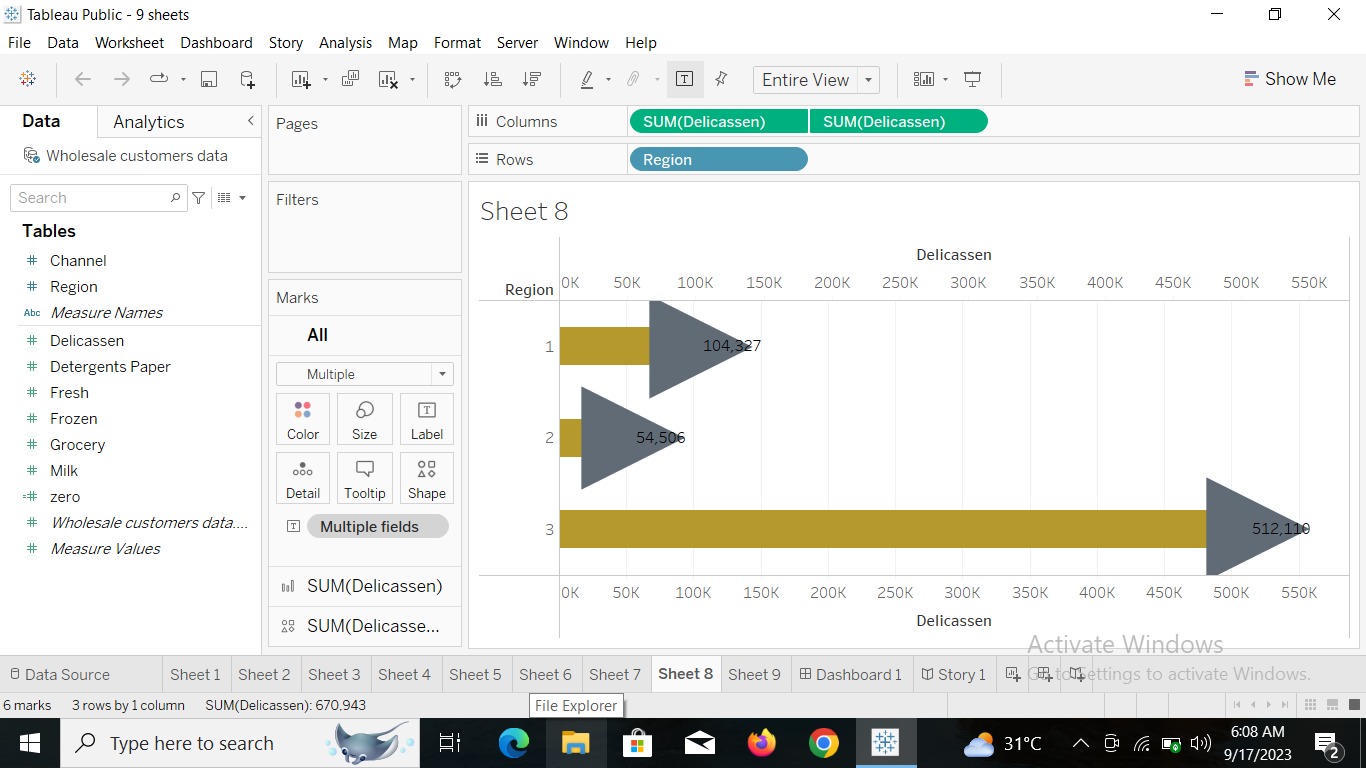 Tableau Public - 9 sheets
File Data Worksheet Dashboard Story Analysis Map Format Server Window Help
Entire View
Show Me
Data Analytics
Wholesale customers data
Search
Tables
Channel
Region
Abc Measure Names
Delicassen
Detergents Paper
Fresh
Frozen
Grocery
Milk
zero
Wholesale customers data....
Measure Values
Pages
Filters
Marks
All
Multiple
Color Size Label
Detail Tooltip Shape
Multiple fields
SUM(Delicassen)
SUM(Delicasse...
Columns SUM(Delicassen) SUM(Delicassen)
Rows Region
Sheet 8
Delicassen
Region 0K 50K 100K 150K 200K 250K 300K 350K 400K 450K 500K 550K
1 104,327
2 54,506
3 512,110
0K 50K 100K 150K 200K 250K 300K 350K 400K 450K 500K 550K
Delicassen
Activate Windows
Go to Settings to activate Windows.
Data Source Sheet 1 Sheet 2 Sheet 3 Sheet 4 Sheet 5 Sheet 6 Sheet 7 Sheet 8 Sheet 9 Dashboard 1 Story 1
6 marks 3 rows by 1 column SUM(Delicassen): 670,943
File Explorer
Type here to search
31°C
6:08 AM
9/17/2023
2